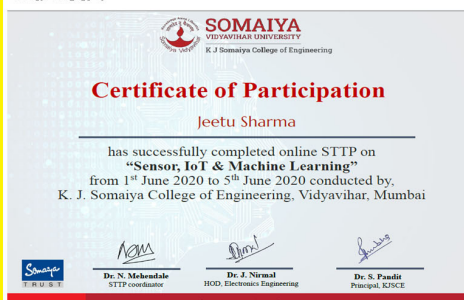 SOMAIYA
VIDYAVIHAR UNIVERSITY
K J Somaiya College of Engineering
Certificate of Participation
Jeetu Sharma
has successfully completed online STTP on
“Sensor, IoT & Machine Learning”
from 1st June 2020 to 5th June 2020 conducted by,
K. J. Somaiya College of Engineering, Vidyavihar, Mumbai
Somaiya
TRUST
Dr. N. Mehendale
STTP coordinator
Dr. J. Nirmal
HOD, Electronics Engineering
Dr. S. Pandit
Principal, KJSCE